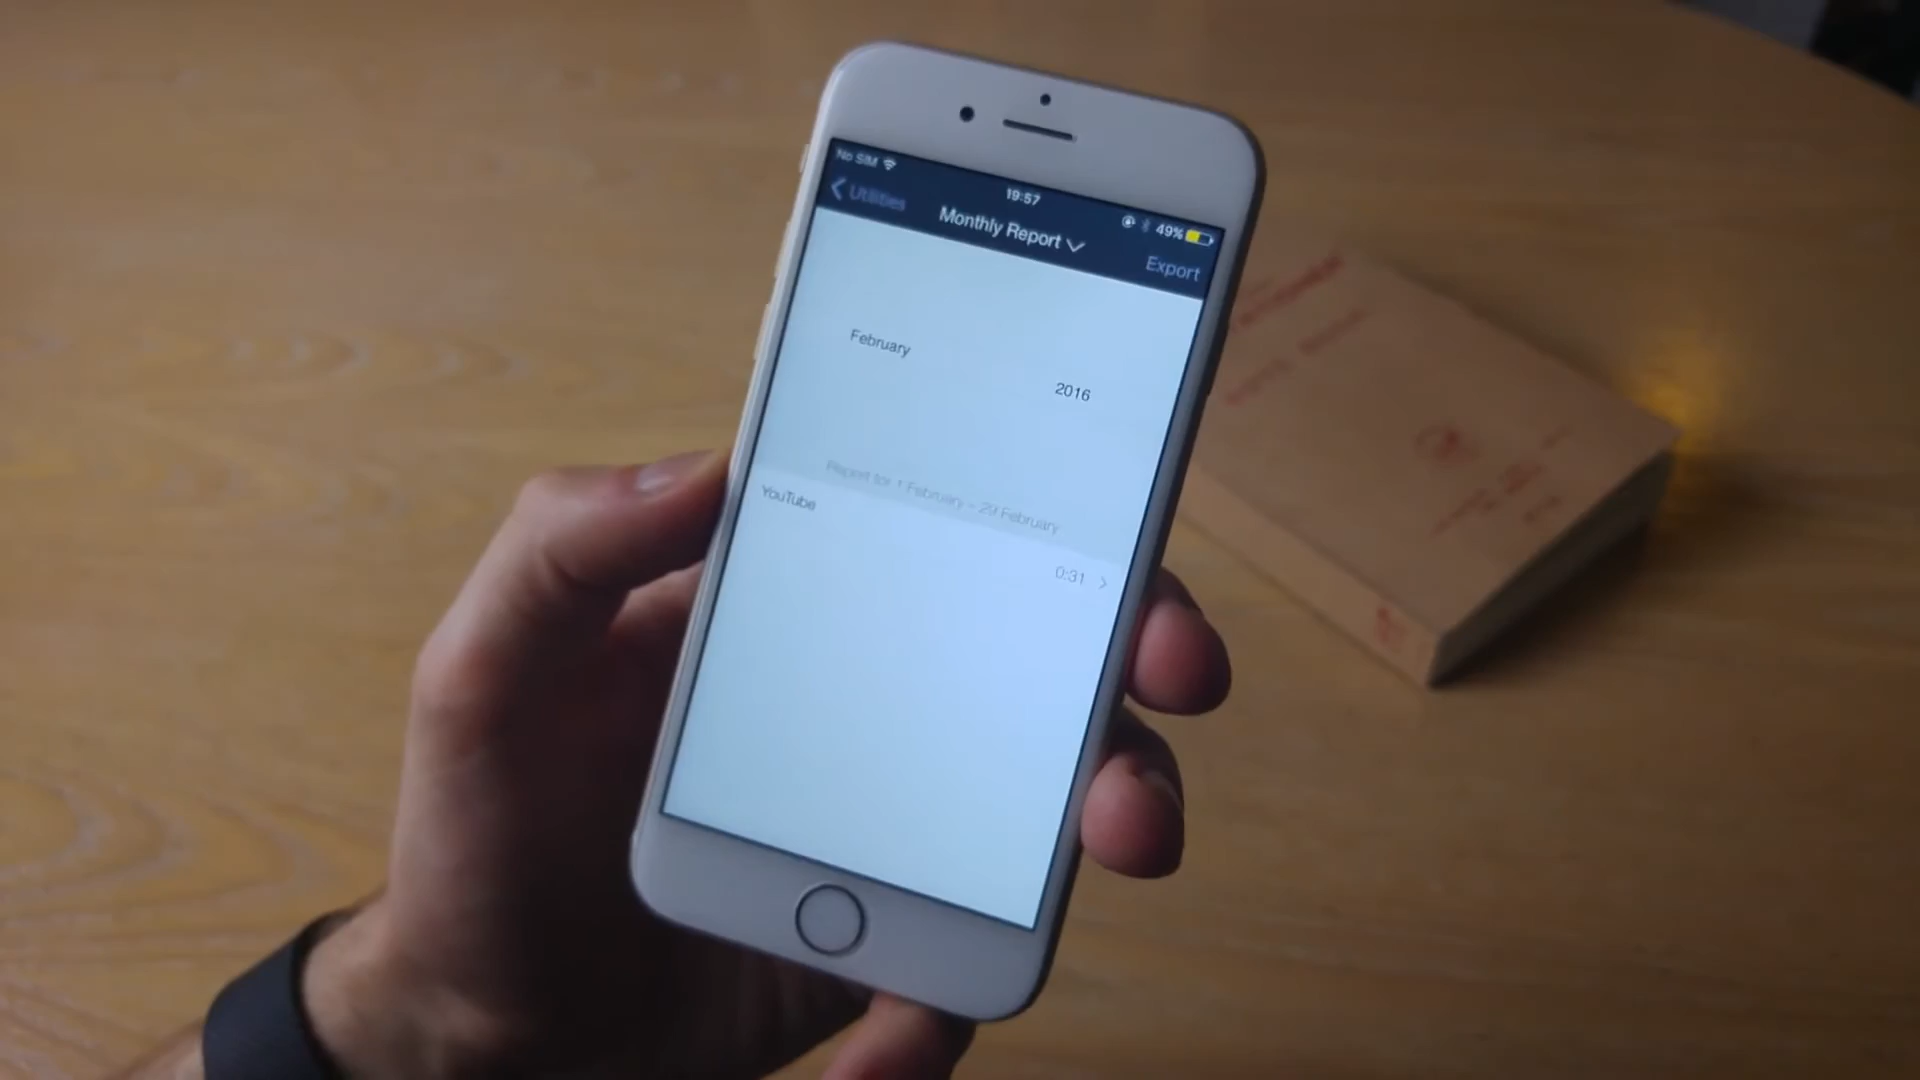 No SIM
19:57
49%
Utilities
Monthly Report
Export
February
2016
Report for 1 February – 29 February
YouTube
0:31